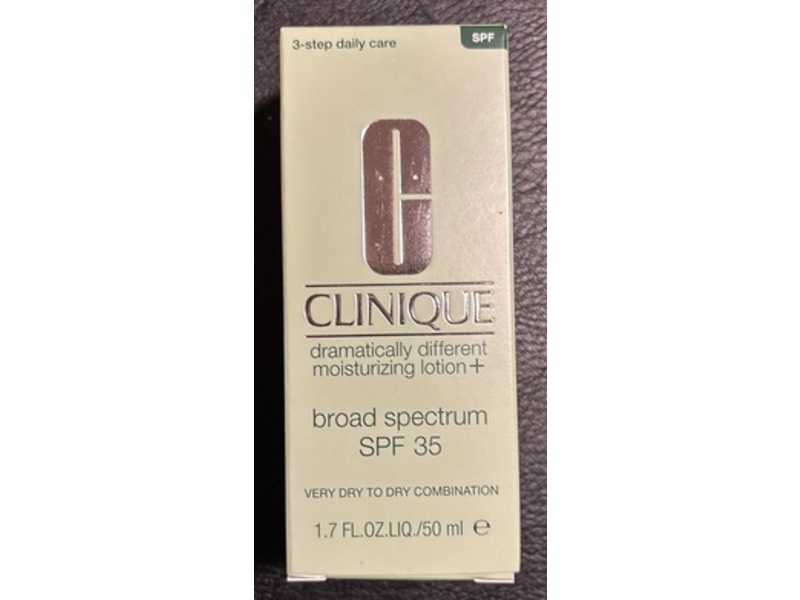 3-step daily care
SPF
CLINIQUE
dramatically different
moisturizing lotion+
broad spectrum
SPF 35
VERY DRY TO DRY COMBINATION
1.7 FL.OZ.LIQ./50 ml ℮